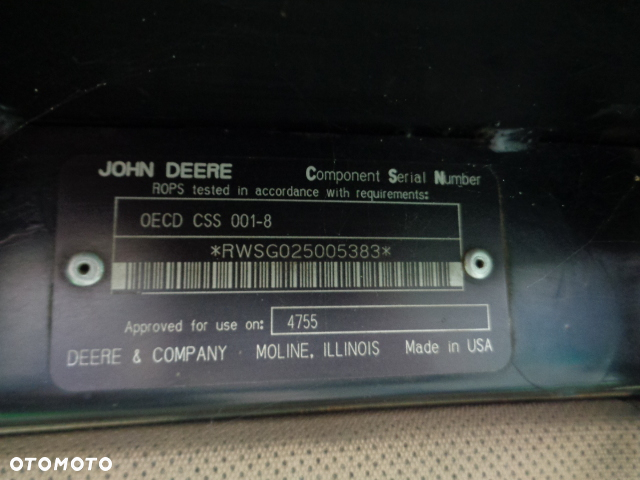 JOHN DEERE Component Serial Number
ROPS tested in accordance with requirements:
OECD CSS 001-8
*RWSG025005383*
Approved for use on: 4755
DEERE & COMPANY MOLINE, ILLINOIS Made in USA
OTOMOTO